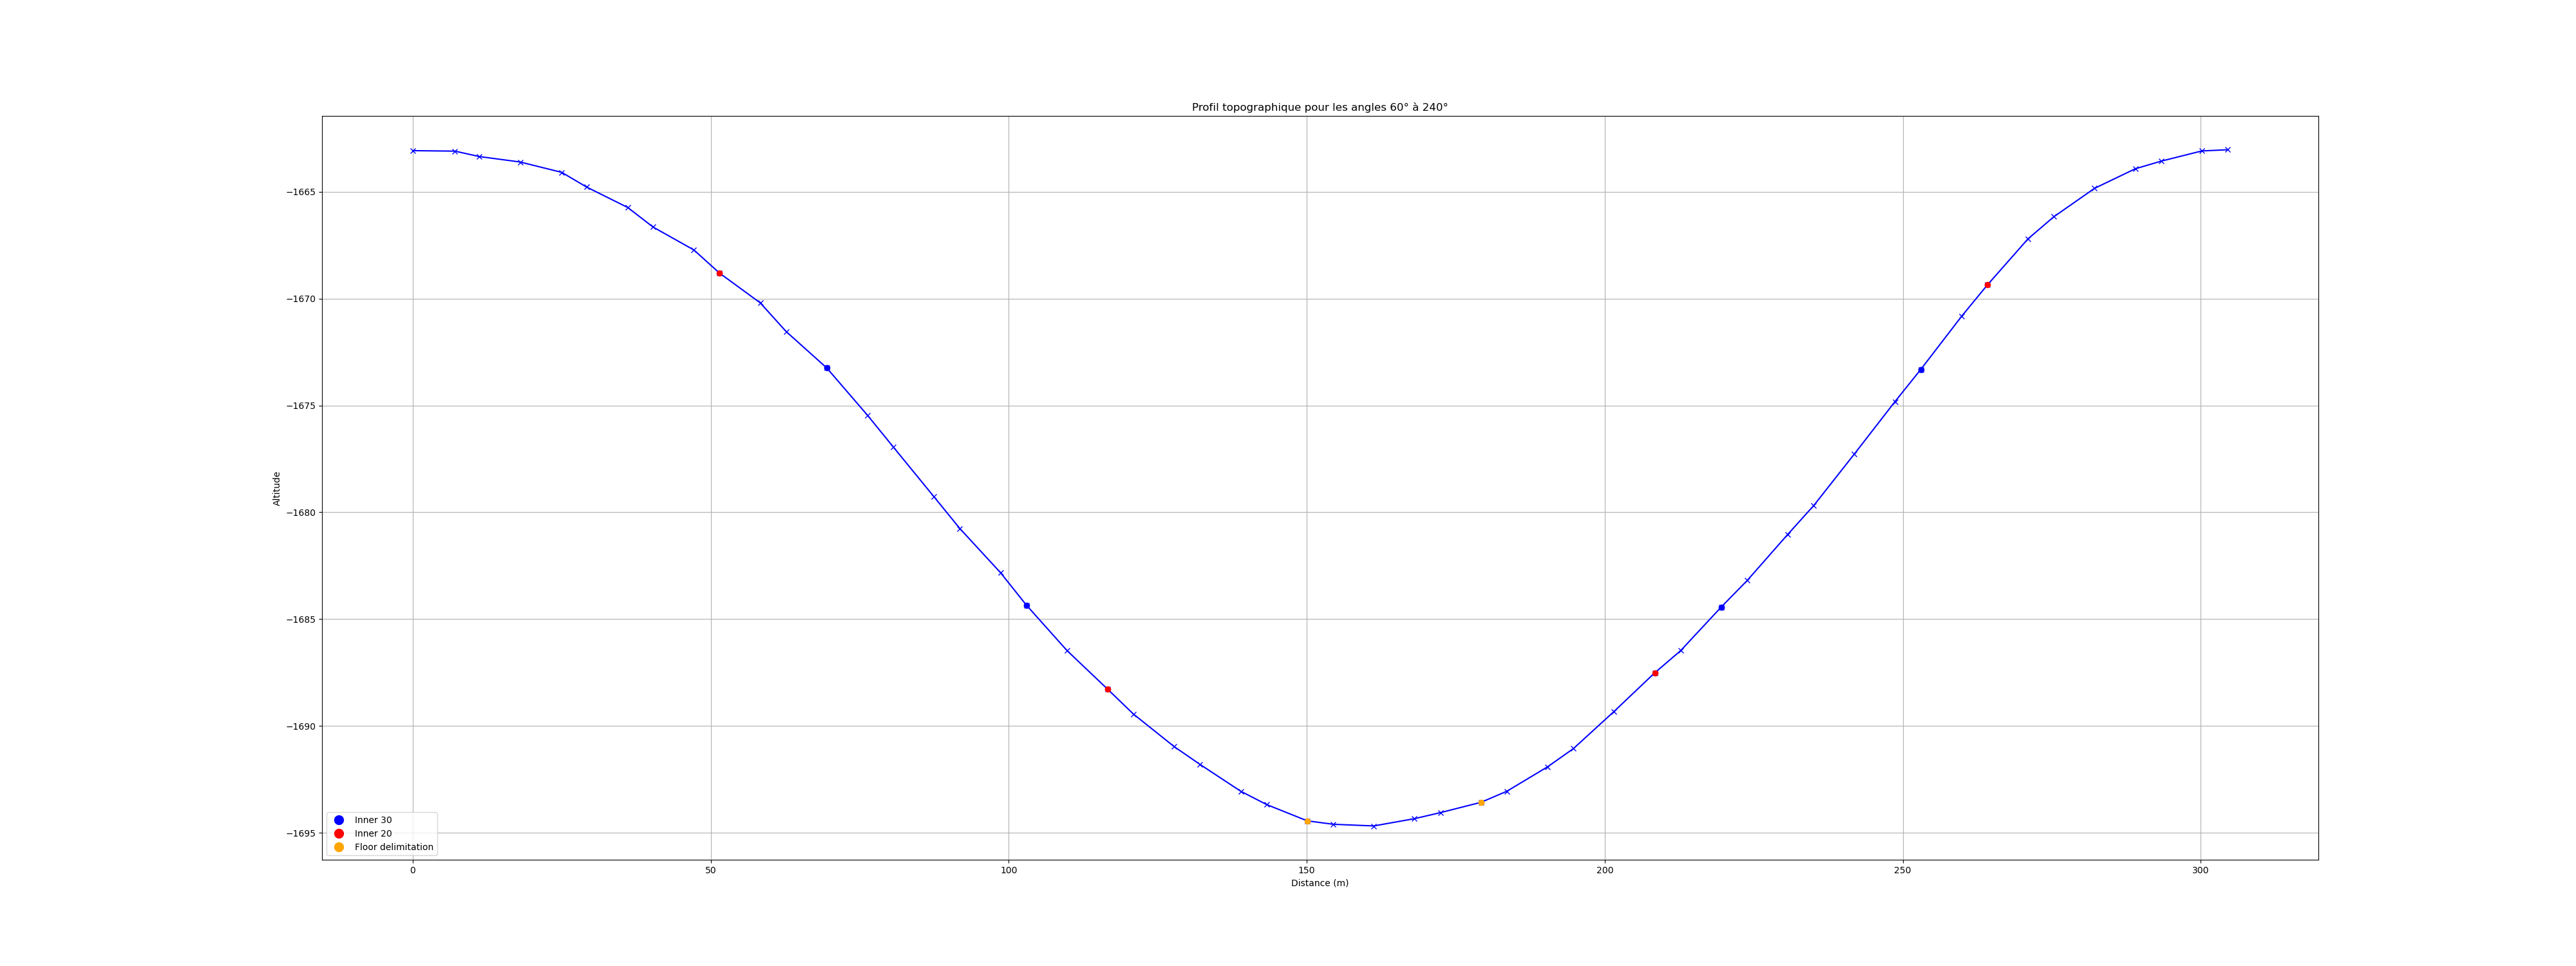 Profil topographique pour les angles 60° à 240°
Altitude
−1665
−1670
−1675
−1680
−1685
−1690
−1695
Inner 30
Inner 20
Floor delimitation
0
50
100
150
200
250
300
Distance (m)